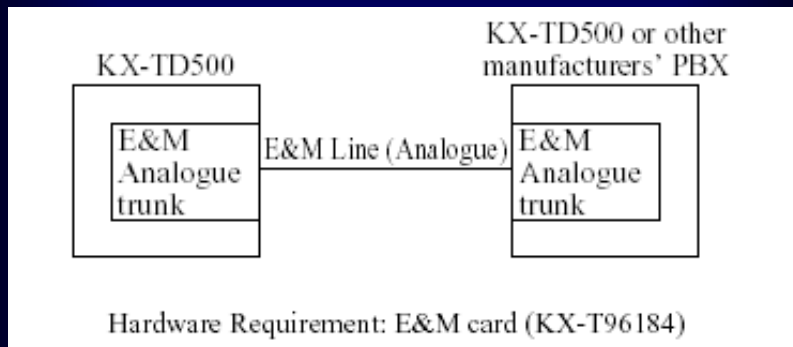 KX-TD500
KX-TD500 or other
manufacturers’ PBX
E&M
Analogue
trunk
E&M Line (Analogue)
E&M
Analogue
trunk
Hardware Requirement: E&M card (KX-T96184)